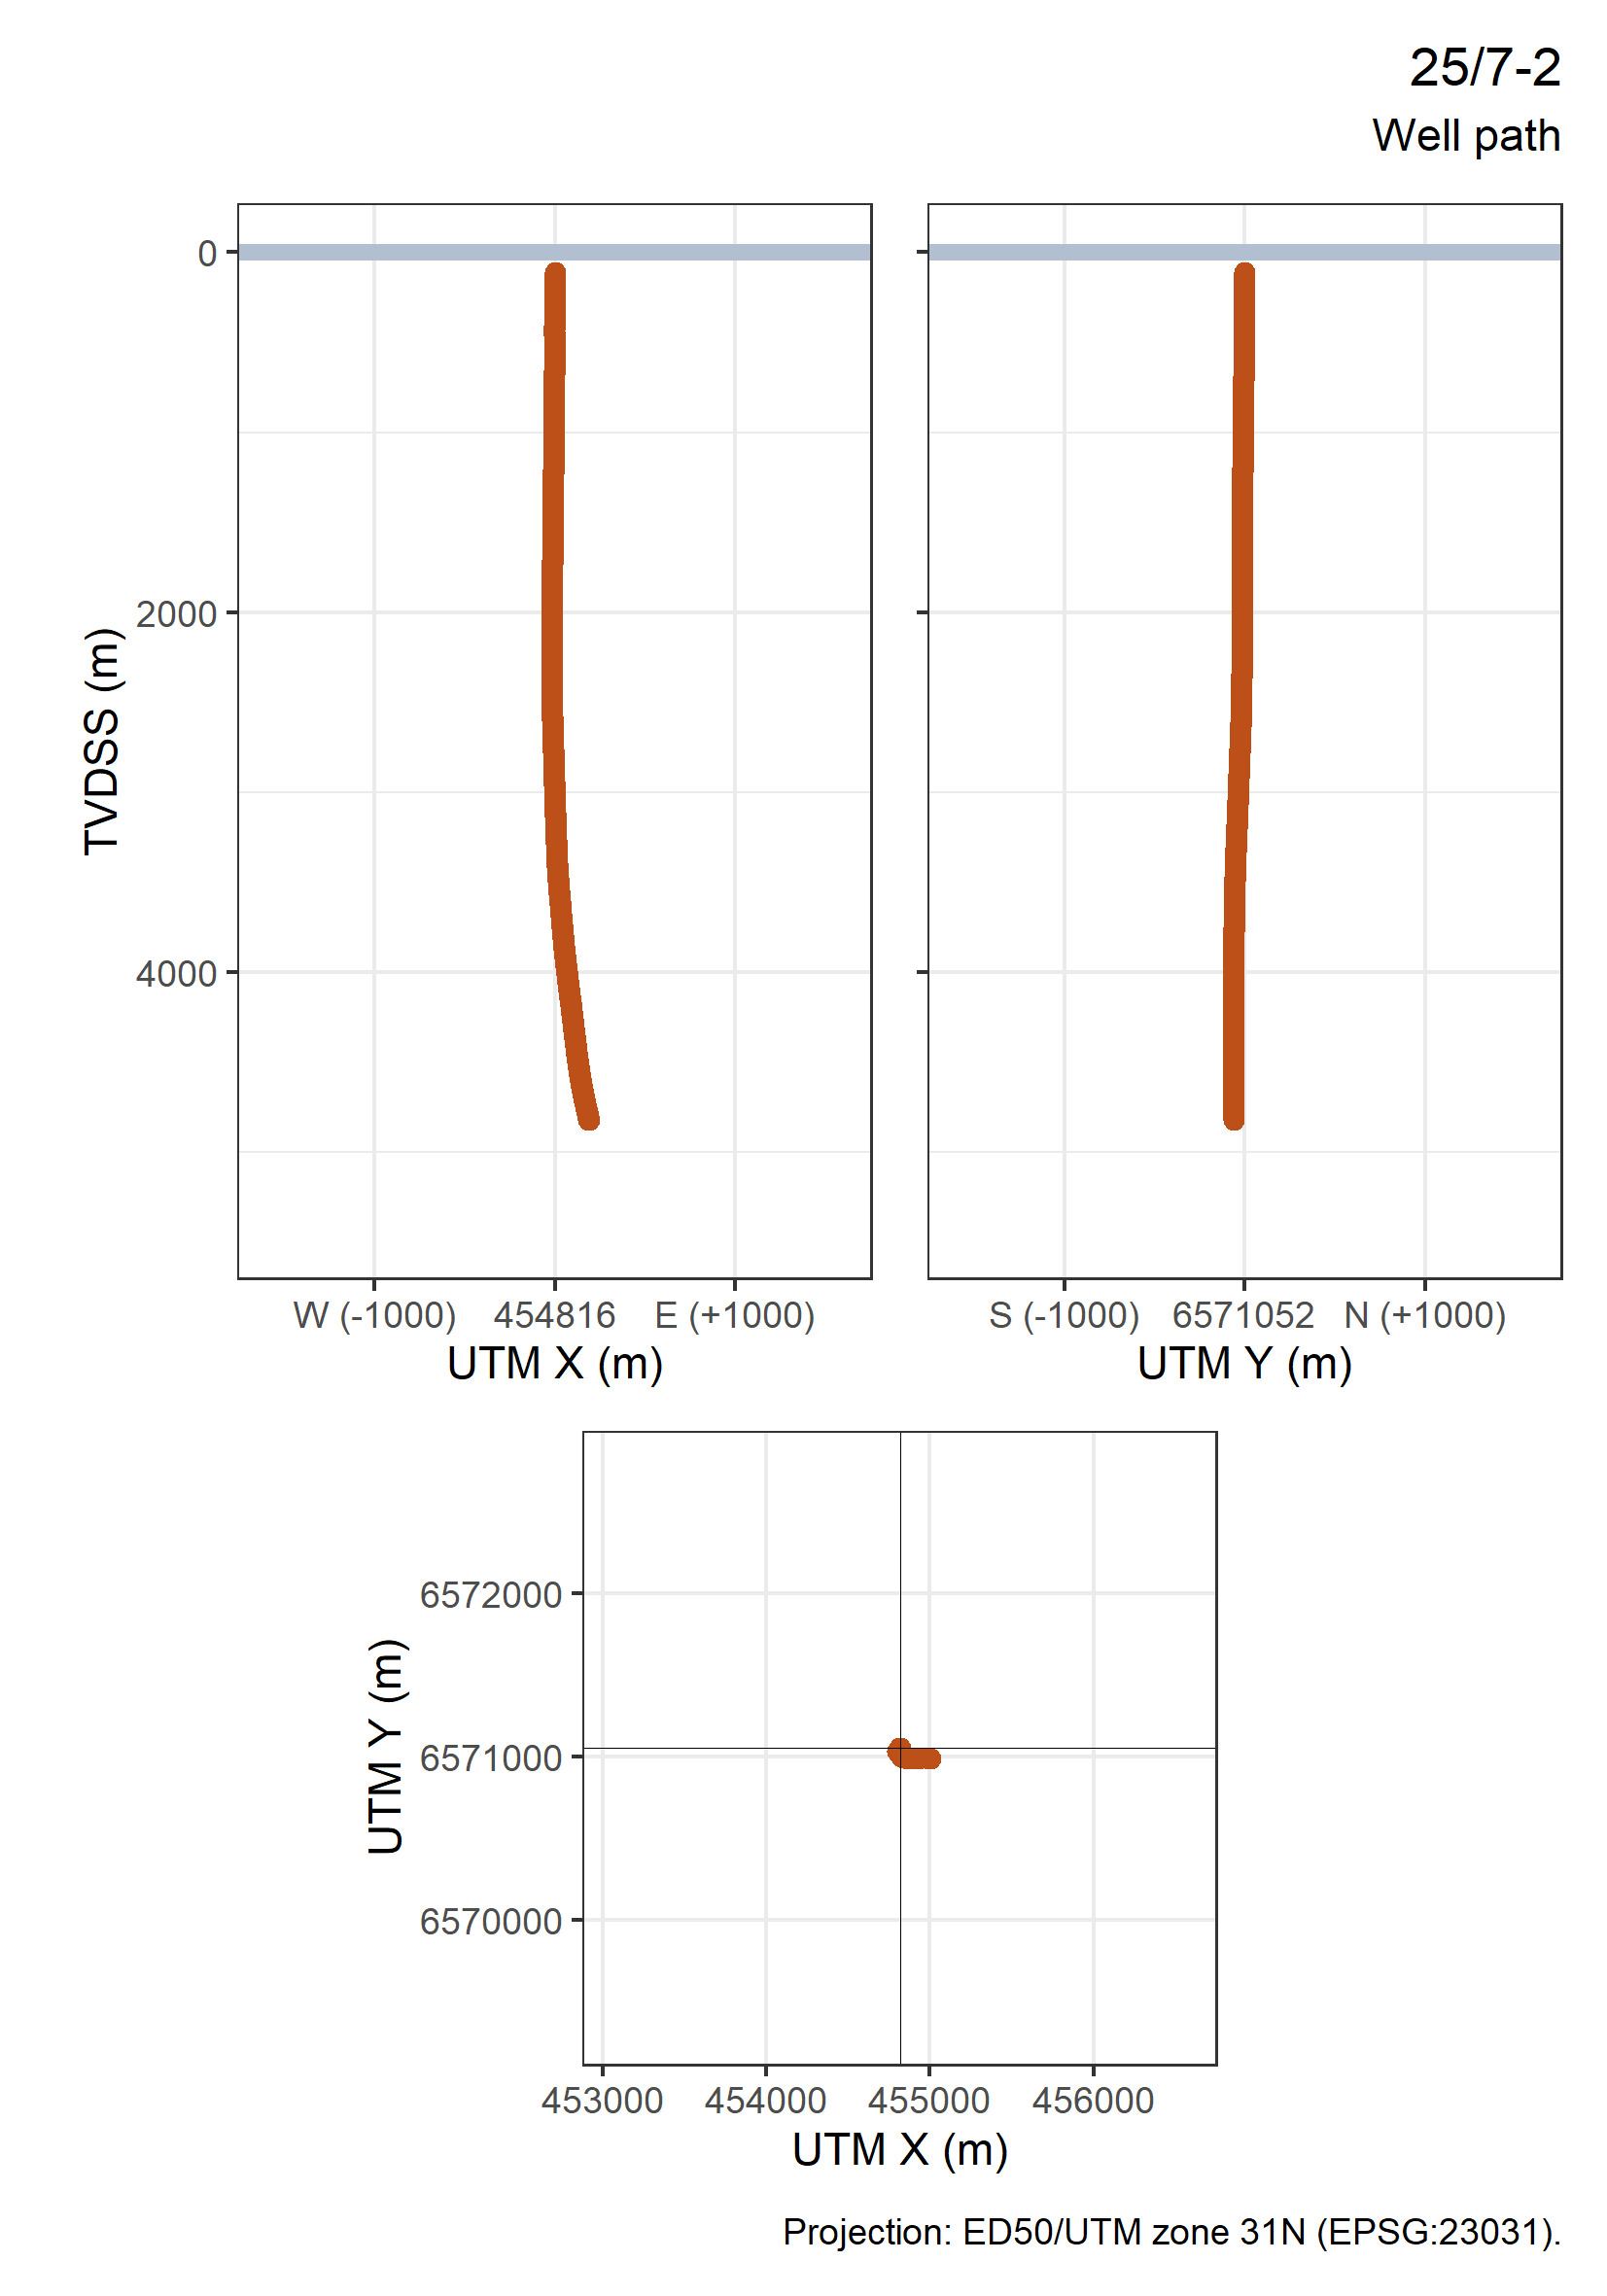 25/7-2
Well path
TVDSS (m)
0
2000
4000
W (-1000) 454816 E (+1000)
UTM X (m)
S (-1000) 6571052 N (+1000)
UTM Y (m)
UTM Y (m)
6572000
6571000
6570000
453000 454000 455000 456000
UTM X (m)
Projection: ED50/UTM zone 31N (EPSG:23031).